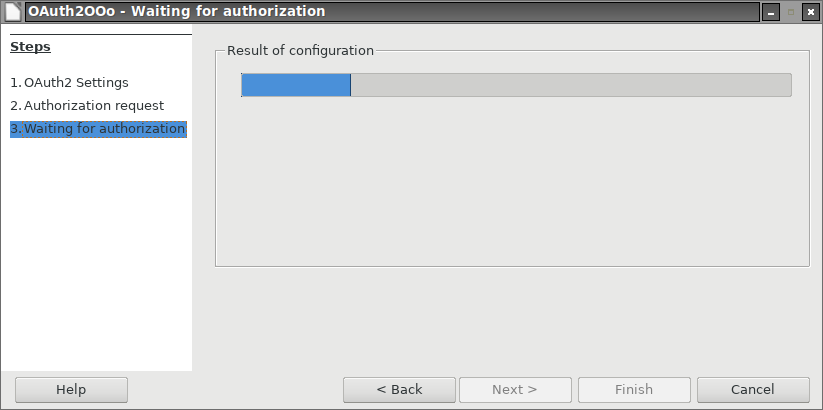 OAuth2OOo - Waiting for authorization
Steps
1. OAuth2 Settings
2. Authorization request
3. Waiting for authorization
Result of configuration
Help
< Back
Next >
Finish
Cancel